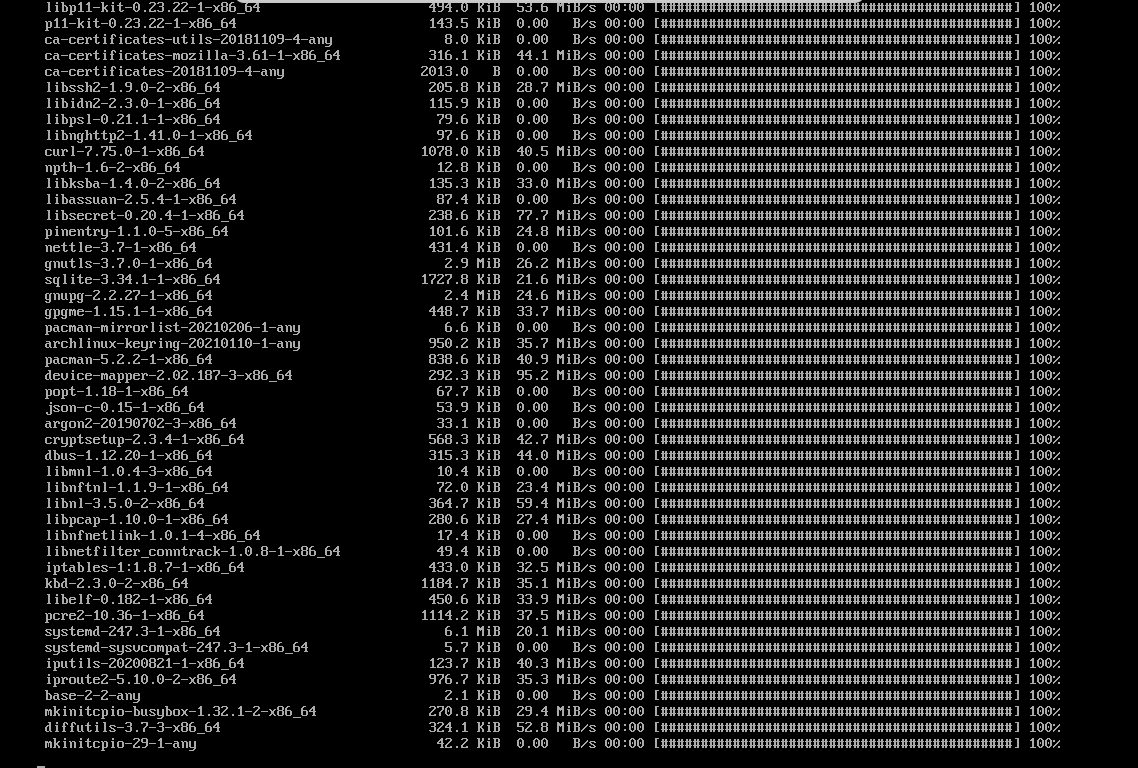 libp11-kit-0.23.22-1-x86_64 494.0 KiB 53.6 MiB/s 00:00 [############################################] 100%
p11-kit-0.23.22-1-x86_64 143.5 KiB 0.00 B/s 00:00 [############################################] 100%
ca-certificates-utils-20181109-4-any 8.0 KiB 0.00 B/s 00:00 [############################################] 100%
ca-certificates-mozilla-3.61-1-x86_64 316.1 KiB 44.1 MiB/s 00:00 [############################################] 100%
ca-certificates-20181109-4-any 2013.0 B 0.00 B/s 00:00 [############################################] 100%
libssh2-1.9.0-2-x86_64 205.8 KiB 28.7 MiB/s 00:00 [############################################] 100%
libidn2-2.3.0-1-x86_64 115.9 KiB 0.00 B/s 00:00 [############################################] 100%
libpsl-0.21.1-1-x86_64 79.6 KiB 0.00 B/s 00:00 [############################################] 100%
libnghttp2-1.41.0-1-x86_64 97.6 KiB 0.00 B/s 00:00 [############################################] 100%
curl-7.75.0-1-x86_64 1078.0 KiB 40.5 MiB/s 00:00 [############################################] 100%
npth-1.6-2-x86_64 12.8 KiB 0.00 B/s 00:00 [############################################] 100%
libksba-1.4.0-2-x86_64 135.3 KiB 33.0 MiB/s 00:00 [############################################] 100%
libassuan-2.5.4-1-x86_64 87.4 KiB 0.00 B/s 00:00 [############################################] 100%
libsecret-0.20.4-1-x86_64 238.6 KiB 77.7 MiB/s 00:00 [############################################] 100%
pinentry-1.1.0-5-x86_64 101.6 KiB 24.8 MiB/s 00:00 [############################################] 100%
nettle-3.7-1-x86_64 431.4 KiB 0.00 B/s 00:00 [############################################] 100%
gnutls-3.7.0-1-x86_64 2.9 MiB 26.2 MiB/s 00:00 [############################################] 100%
sqlite-3.34.1-1-x86_64 1727.8 KiB 21.6 MiB/s 00:00 [############################################] 100%
gnupg-2.2.27-1-x86_64 2.4 MiB 24.6 MiB/s 00:00 [############################################] 100%
gpgme-1.15.1-1-x86_64 448.7 KiB 33.7 MiB/s 00:00 [############################################] 100%
pacman-mirrorlist-20210206-1-any 6.6 KiB 0.00 B/s 00:00 [############################################] 100%
archlinux-keyring-20210110-1-any 950.2 KiB 35.7 MiB/s 00:00 [############################################] 100%
pacman-5.2.2-1-x86_64 838.6 KiB 40.9 MiB/s 00:00 [############################################] 100%
device-mapper-2.02.187-3-x86_64 292.3 KiB 95.2 MiB/s 00:00 [############################################] 100%
popt-1.18-1-x86_64 67.7 KiB 0.00 B/s 00:00 [############################################] 100%
json-c-0.15-1-x86_64 53.9 KiB 0.00 B/s 00:00 [############################################] 100%
argon2-20190702-3-x86_64 33.1 KiB 0.00 B/s 00:00 [############################################] 100%
cryptsetup-2.3.4-1-x86_64 568.3 KiB 42.7 MiB/s 00:00 [############################################] 100%
dbus-1.12.20-1-x86_64 315.3 KiB 44.0 MiB/s 00:00 [############################################] 100%
libmnl-1.0.4-3-x86_64 10.4 KiB 0.00 B/s 00:00 [############################################] 100%
libnftnl-1.1.9-1-x86_64 72.0 KiB 23.4 MiB/s 00:00 [############################################] 100%
libnl-3.5.0-2-x86_64 364.7 KiB 59.4 MiB/s 00:00 [############################################] 100%
libpcap-1.10.0-1-x86_64 280.6 KiB 27.4 MiB/s 00:00 [############################################] 100%
libnfnetlink-1.0.1-4-x86_64 17.4 KiB 0.00 B/s 00:00 [############################################] 100%
libnetfilter_conntrack-1.0.8-1-x86_64 49.4 KiB 0.00 B/s 00:00 [############################################] 100%
iptables-1:1.8.7-1-x86_64 433.0 KiB 32.5 MiB/s 00:00 [############################################] 100%
kbd-2.3.0-2-x86_64 1184.7 KiB 35.1 MiB/s 00:00 [############################################] 100%
libelf-0.182-1-x86_64 450.6 KiB 33.9 MiB/s 00:00 [############################################] 100%
pcre2-10.36-1-x86_64 1114.2 KiB 37.5 MiB/s 00:00 [############################################] 100%
systemd-247.3-1-x86_64 6.1 MiB 20.1 MiB/s 00:00 [############################################] 100%
systemd-sysvcompat-247.3-1-x86_64 5.7 KiB 0.00 B/s 00:00 [############################################] 100%
iputils-20200821-1-x86_64 123.7 KiB 40.3 MiB/s 00:00 [############################################] 100%
iproute2-5.10.0-2-x86_64 976.7 KiB 35.3 MiB/s 00:00 [############################################] 100%
base-2-2-any 2.1 KiB 0.00 B/s 00:00 [############################################] 100%
mkinitcpio-busybox-1.32.1-2-x86_64 270.8 KiB 29.4 MiB/s 00:00 [############################################] 100%
diffutils-3.7-3-x86_64 324.1 KiB 52.8 MiB/s 00:00 [############################################] 100%
mkinitcpio-29-1-any 42.2 KiB 0.00 B/s 00:00 [############################################] 100%